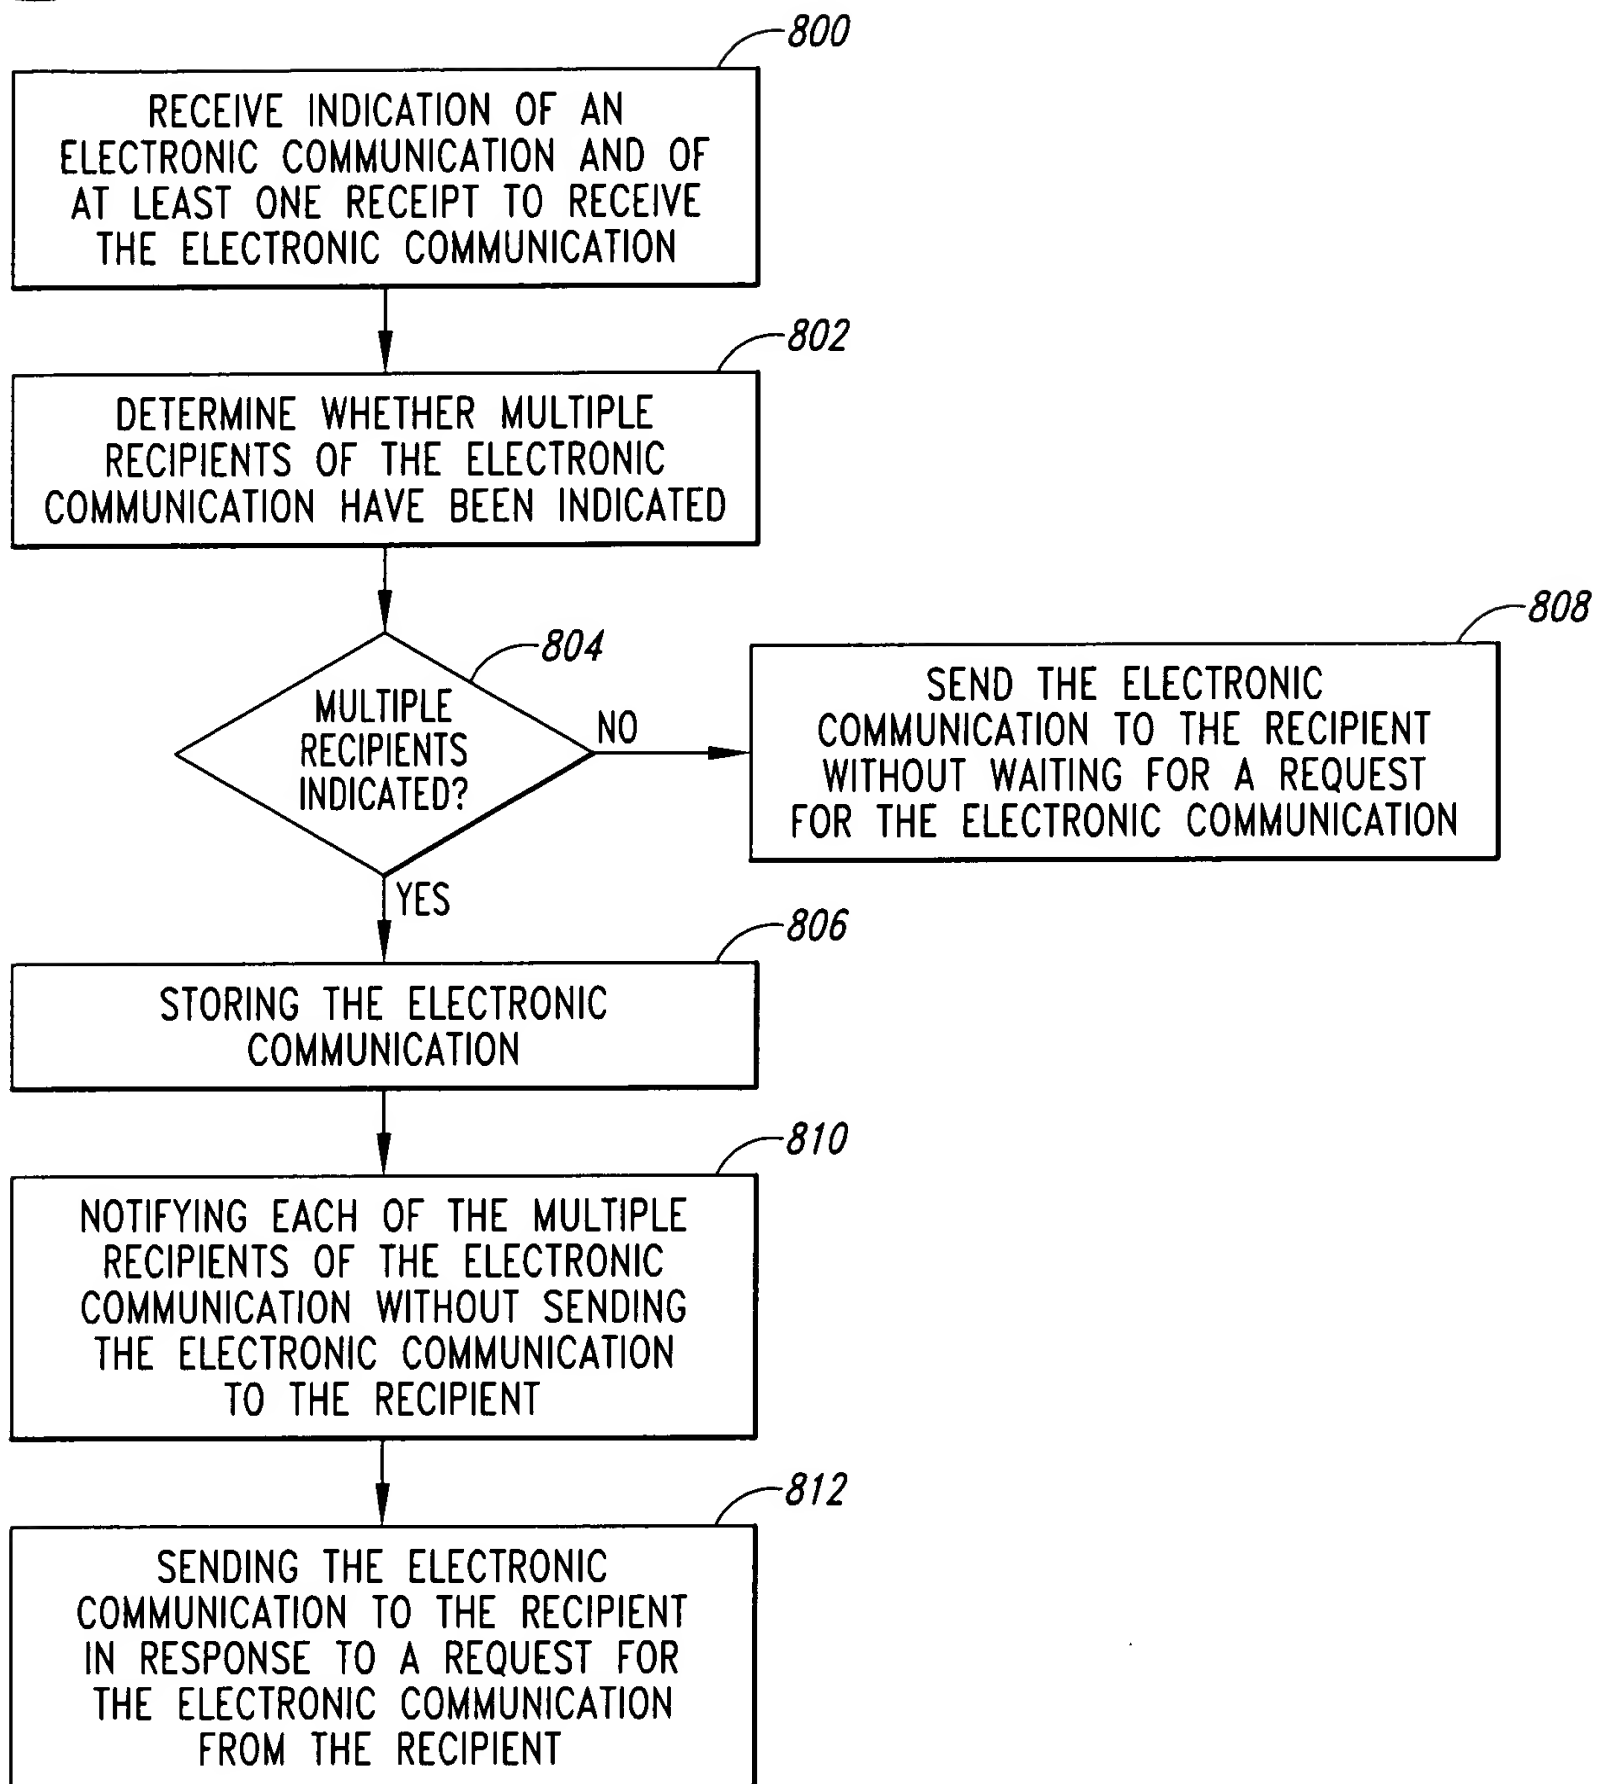 800
RECEIVE INDICATION OF AN
ELECTRONIC COMMUNICATION AND OF
AT LEAST ONE RECEIPT TO RECEIVE
THE ELECTRONIC COMMUNICATION
802
DETERMINE WHETHER MULTIPLE
RECIPIENTS OF THE ELECTRONIC
COMMUNICATION HAVE BEEN INDICATED
804
MULTIPLE
RECIPIENTS
INDICATED?
NO
808
SEND THE ELECTRONIC
COMMUNICATION TO THE RECIPIENT
WITHOUT WAITING FOR A REQUEST
FOR THE ELECTRONIC COMMUNICATION
YES
806
STORING THE ELECTRONIC
COMMUNICATION
810
NOTIFYING EACH OF THE MULTIPLE
RECIPIENTS OF THE ELECTRONIC
COMMUNICATION WITHOUT SENDING
THE ELECTRONIC COMMUNICATION
TO THE RECIPIENT
812
SENDING THE ELECTRONIC
COMMUNICATION TO THE RECIPIENT
IN RESPONSE TO A REQUEST FOR
THE ELECTRONIC COMMUNICATION
FROM THE RECIPIENT